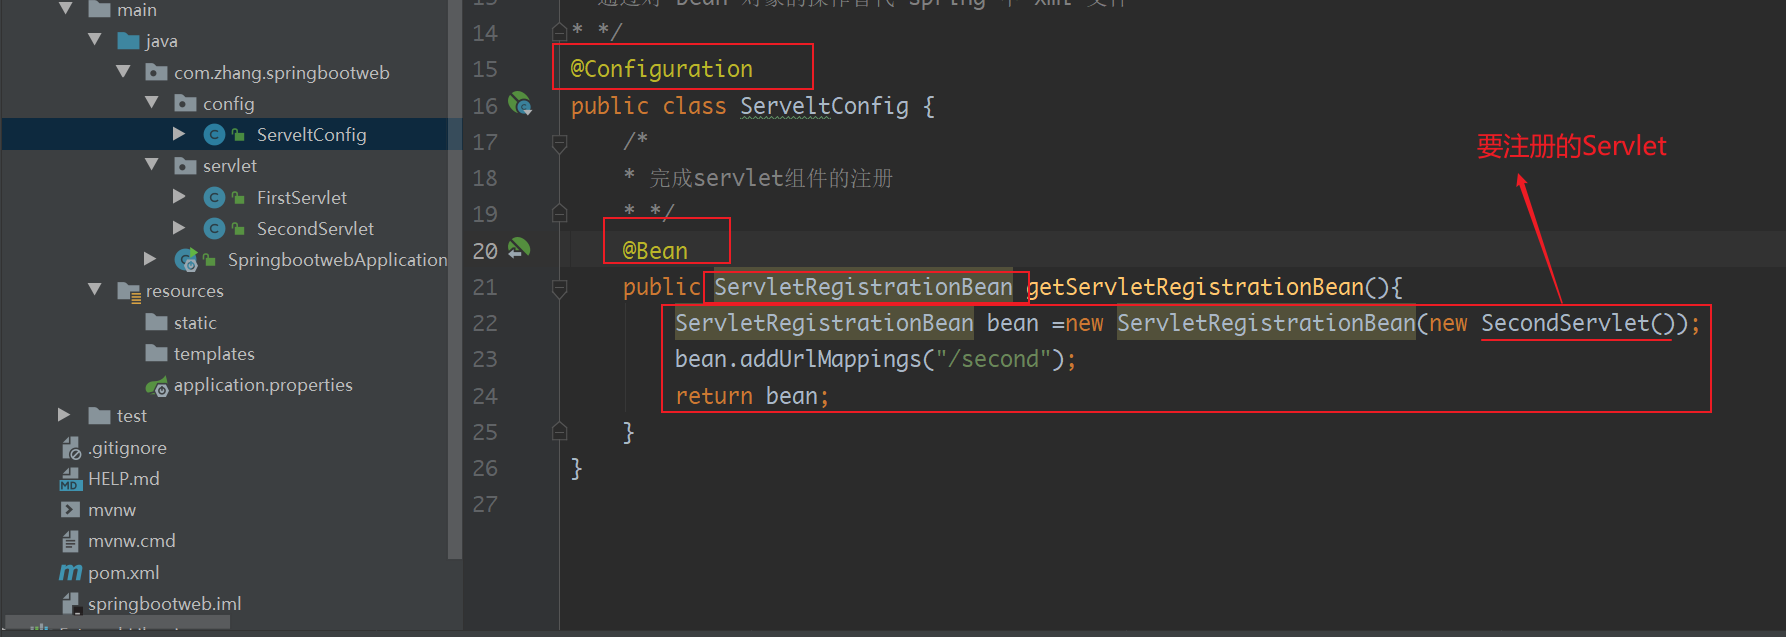 main
java
com.zhang.springbootweb
config
ServeltConfig
servlet
FirstServlet
SecondServlet
SpringbootwebApplication
resources
static
templates
application.properties
test
.gitignore
HELP.md
mvnw
mvnw.cmd
pom.xml
springbootweb.iml
14 * */
15 @Configuration
16 public class ServeltConfig {
17 /*
18 * 完成servlet组件的注册
19 * */
20 @Bean
21 public ServletRegistrationBean getServletRegistrationBean(){
22 ServletRegistrationBean bean =new ServletRegistrationBean(new SecondServlet());
23 bean.addUrlMappings("/second");
24 return bean;
25 }
26 }
27
要注册的Servlet